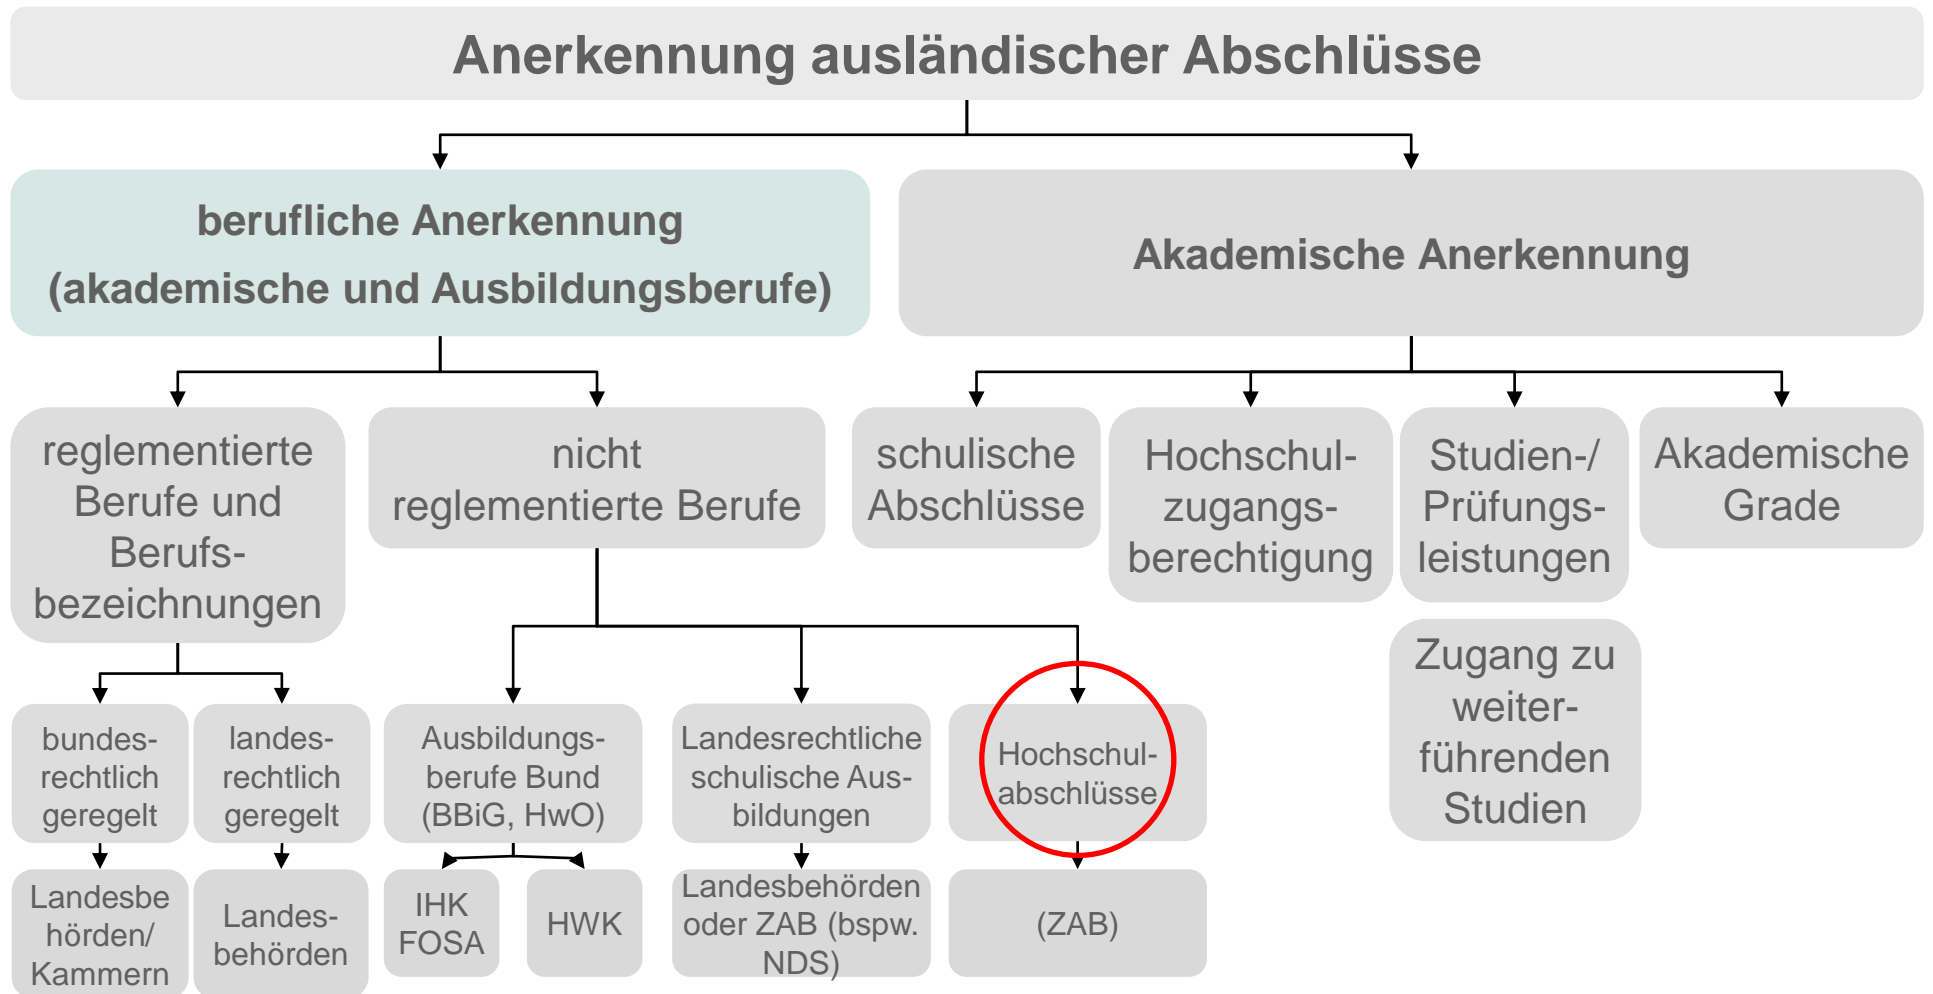 Anerkennung ausländischer Abschlüsse
berufliche Anerkennung
(akademische und Ausbildungsberufe)
Akademische Anerkennung
reglementierte
Berufe und
Berufs-
bezeichnungen
nicht
reglementierte Berufe
schulische
Abschlüsse
Hochschul-
zugangs-
berechtigung
Studien-/
Prüfungs-
leistungen
Akademische
Grade
Zugang zu
weiter-
führenden
Studien
bundes-
rechtlich
geregelt
landes-
rechtlich
geregelt
Ausbildungs-
berufe Bund
(BBiG, HwO)
Landesrechtliche
schulische Aus-
bildungen
Hochschul-
abschlüsse
Landesbe
hörden/
Kammern
Landes-
behörden
IHK
FOSA
HWK
Landesbehörden
oder ZAB (bspw.
NDS)
(ZAB)